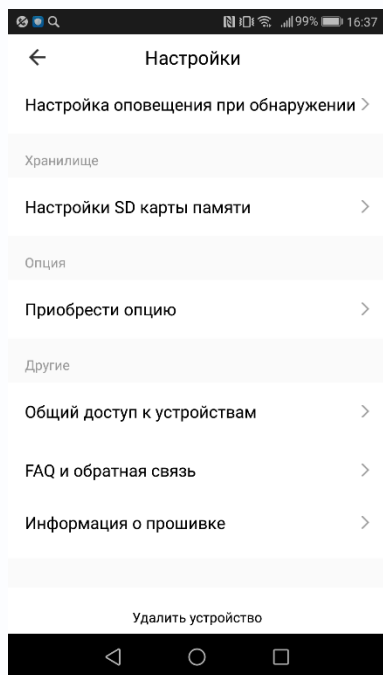 99% 16:37
Настройки
Настройка оповещения при обнаружении
Хранилище
Настройки SD карты памяти
Опция
Приобрести опцию
Другие
Общий доступ к устройствам
FAQ и обратная связь
Информация о прошивке
Удалить устройство